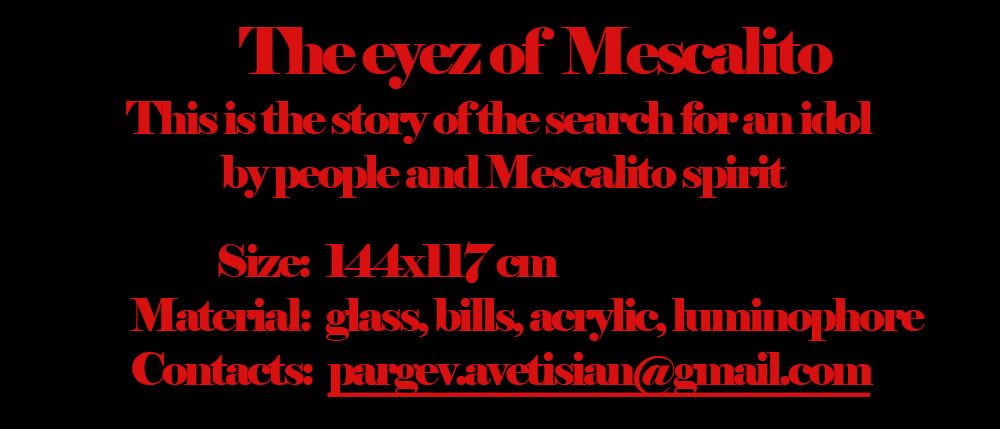 The eyez of Mescalito
This is the story of the search for an idol
by people and Mescalito spirit
Size: 144x117 cm
Material: glass, bills, acrylic, luminophore
Contacts: pargev.avetisian@gmail.com